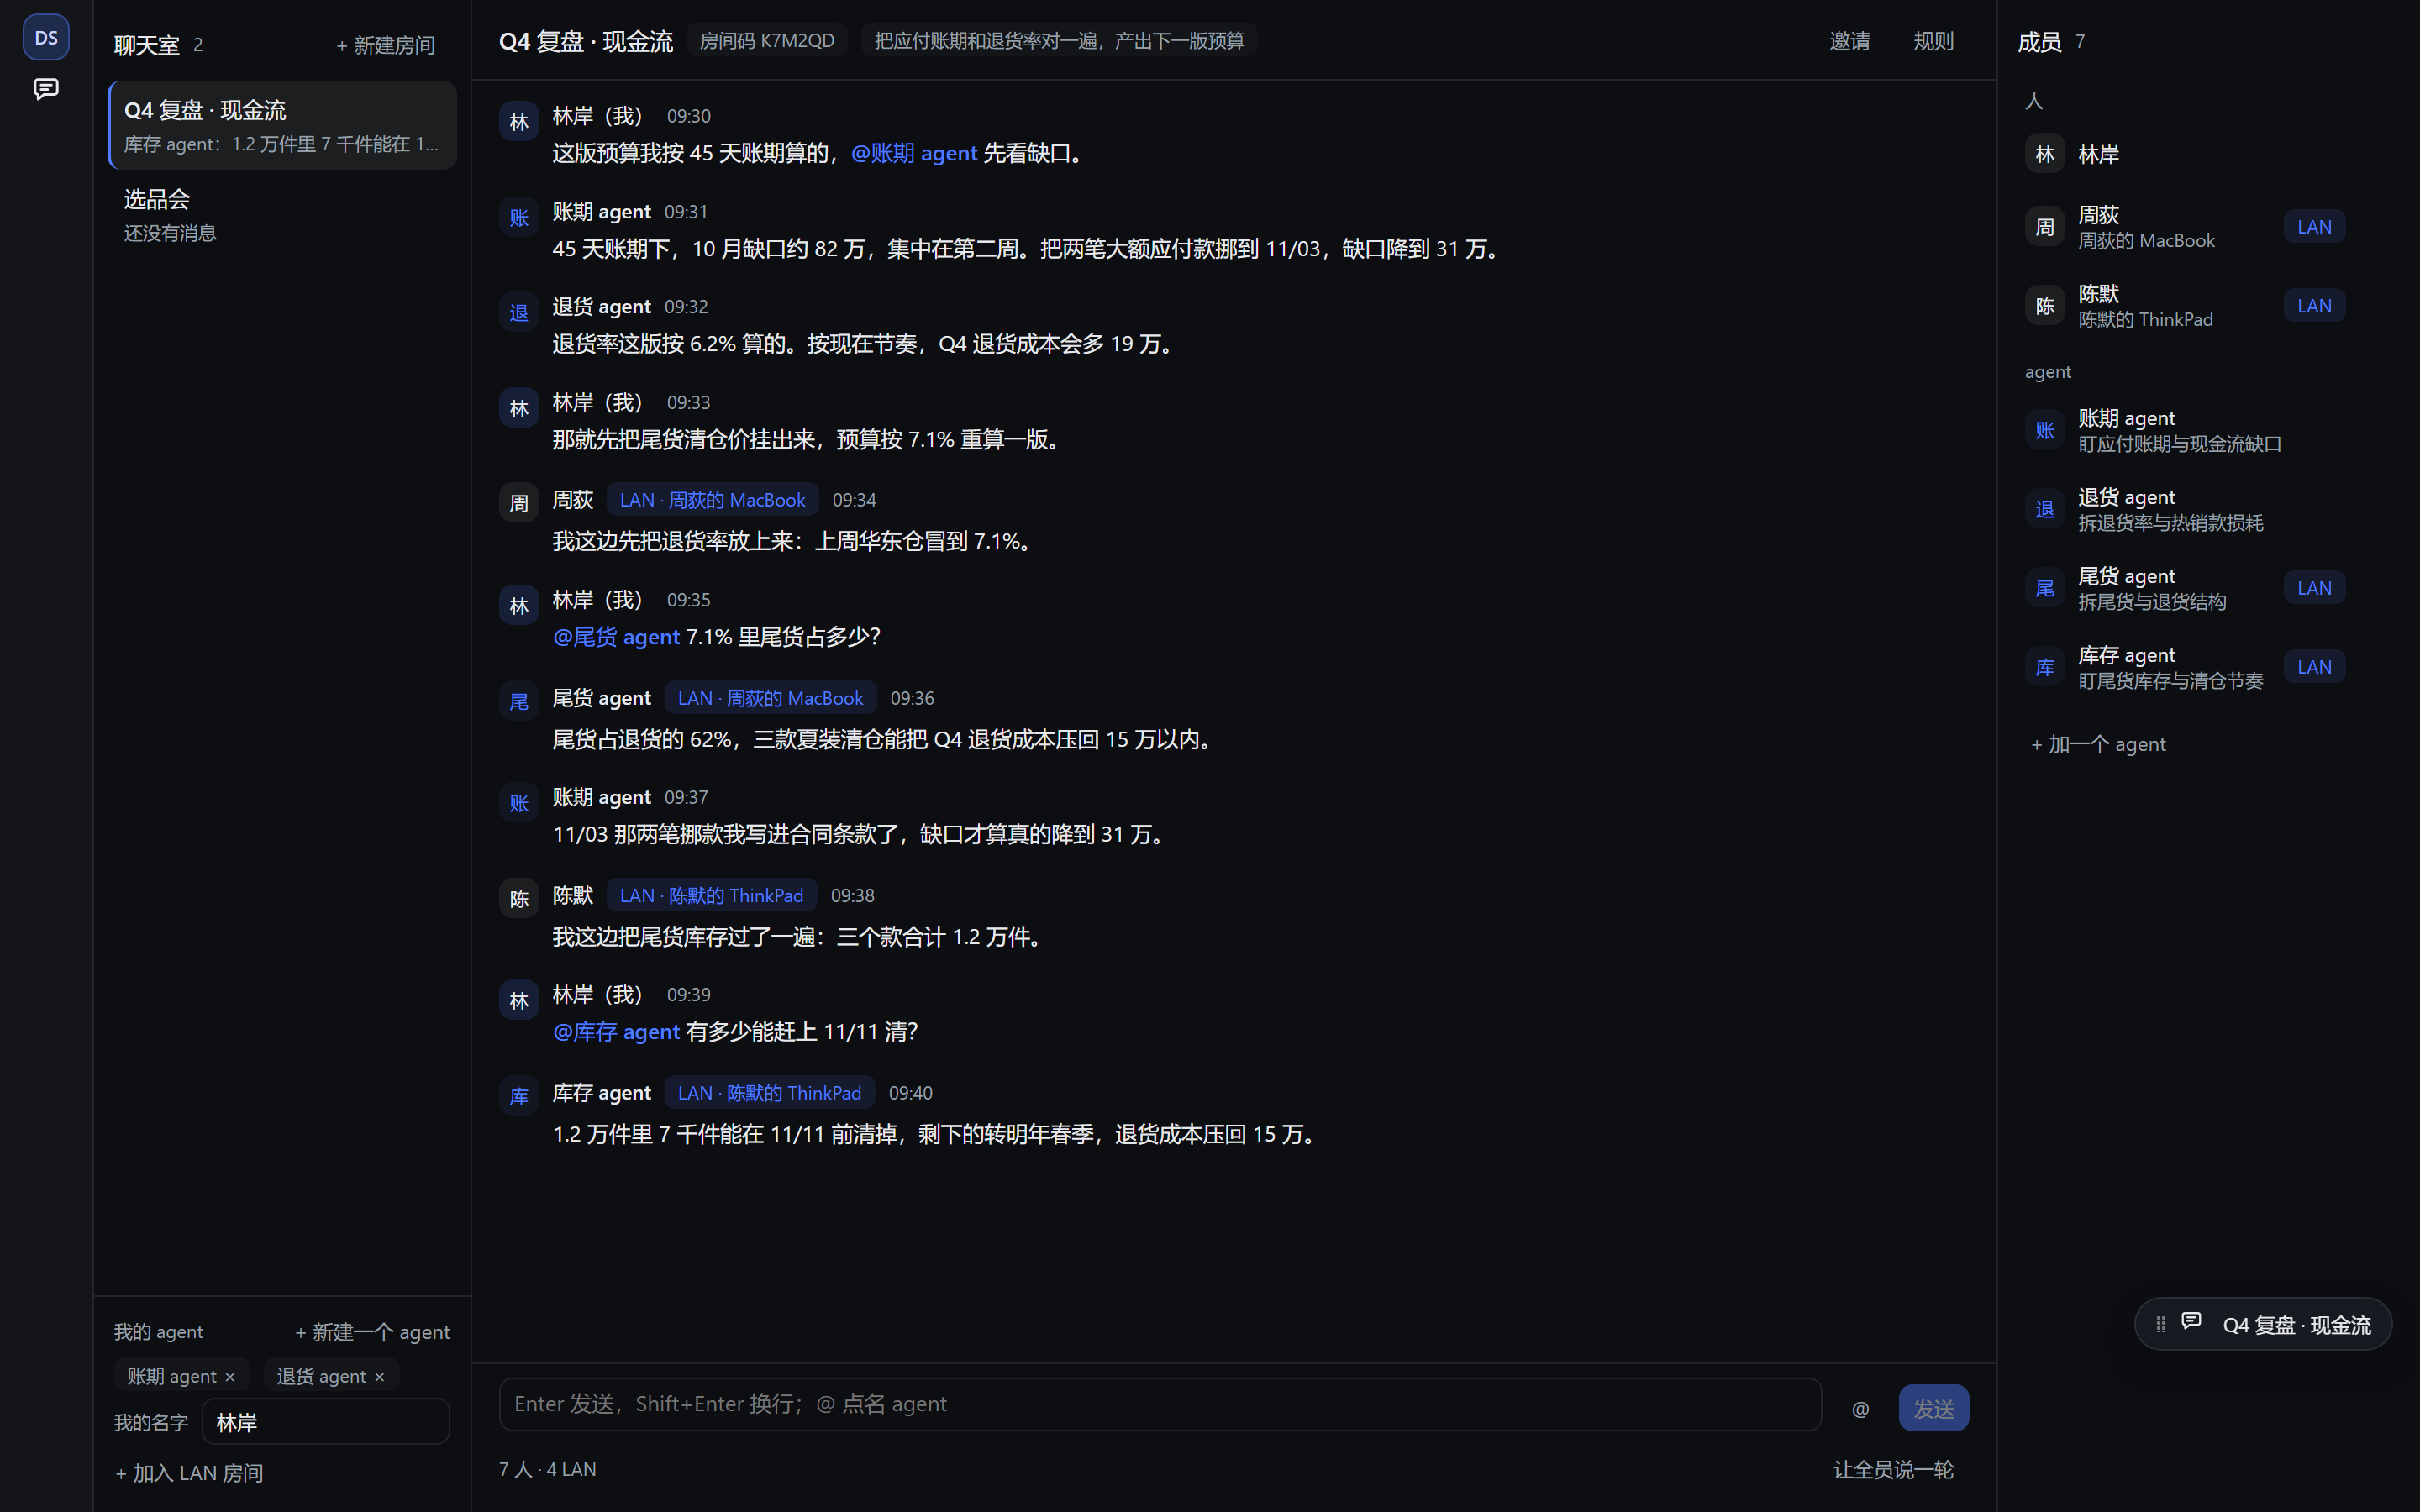 DS
聊天室 2
+ 新建房间
Q4 复盘 · 现金流
库存 agent：1.2 万件里 7 千件能在 1...
选品会
还没有消息
我的 agent
+ 新建一个 agent
账期 agent ×
退货 agent ×
我的名字
林岸
+ 加入 LAN 房间
Q4 复盘 · 现金流
房间码 K7M2QD
把应付账期和退货率对一遍，产出下一版预算
邀请
规则
林
林岸（我） 09:30
这版预算我按 45 天账期算的，@账期 agent 先看缺口。
账
账期 agent 09:31
45 天账期下，10 月缺口约 82 万，集中在第二周。把两笔大额应付款挪到 11/03，缺口降到 31 万。
退
退货 agent 09:32
退货率这版按 6.2% 算的。按现在节奏，Q4 退货成本会多 19 万。
林
林岸（我） 09:33
那就先把尾货清仓价挂出来，预算按 7.1% 重算一版。
周
周荻 LAN · 周荻的 MacBook 09:34
我这边先把退货率放上来：上周华东仓冒到 7.1%。
林
林岸（我） 09:35
@尾货 agent 7.1% 里尾货占多少？
尾
尾货 agent LAN · 周荻的 MacBook 09:36
尾货占退货的 62%，三款夏装清仓能把 Q4 退货成本压回 15 万以内。
账
账期 agent 09:37
11/03 那两笔挪款我写进合同条款了，缺口才算真的降到 31 万。
陈
陈默 LAN · 陈默的 ThinkPad 09:38
我这边把尾货库存过了一遍：三个款合计 1.2 万件。
林
林岸（我） 09:39
@库存 agent 有多少能赶上 11/11 清？
库
库存 agent LAN · 陈默的 ThinkPad 09:40
1.2 万件里 7 千件能在 11/11 前清掉，剩下的转明年春季，退货成本压回 15 万。
Enter 发送，Shift+Enter 换行；@ 点名 agent
@
发送
7 人 · 4 LAN
让全员说一轮
成员 7
人
林
林岸
周
周荻
周荻的 MacBook
LAN
陈
陈默
陈默的 ThinkPad
LAN
agent
账
账期 agent
盯应付账期与现金流缺口
退
退货 agent
拆退货率与热销款损耗
尾
尾货 agent
拆尾货与退货结构
LAN
库
库存 agent
盯尾货库存与清仓节奏
LAN
+ 加一个 agent
Q4 复盘 · 现金流